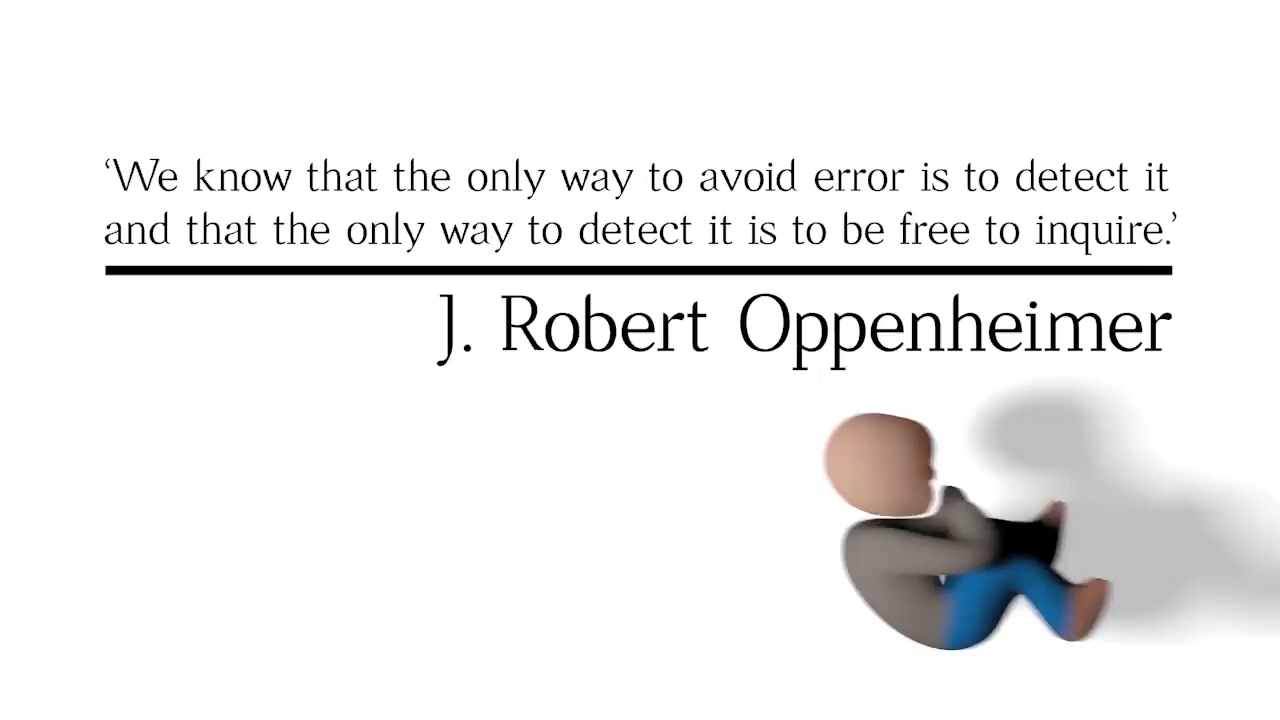 ‘We know that the only way to avoid error is to detect it
and that the only way to detect it is to be free to inquire.’
J. Robert Oppenheimer